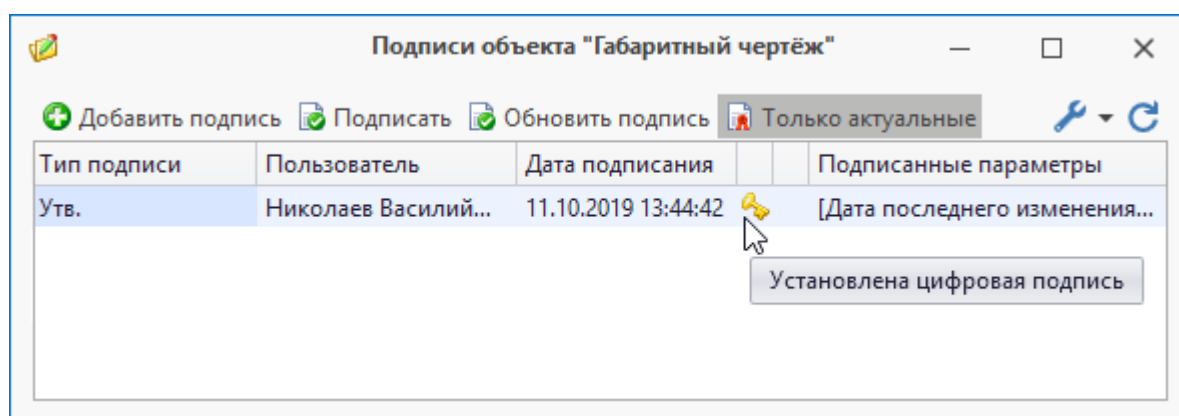 Подписи объекта "Габаритный чертёж"
Добавить подпись Подписать Обновить подпись Только актуальные
Тип подписи Пользователь Дата подписания Подписанные параметры
Утв. Николаев Василий... 11.10.2019 13:44:42 [Дата последнего изменения...
Установлена цифровая подпись